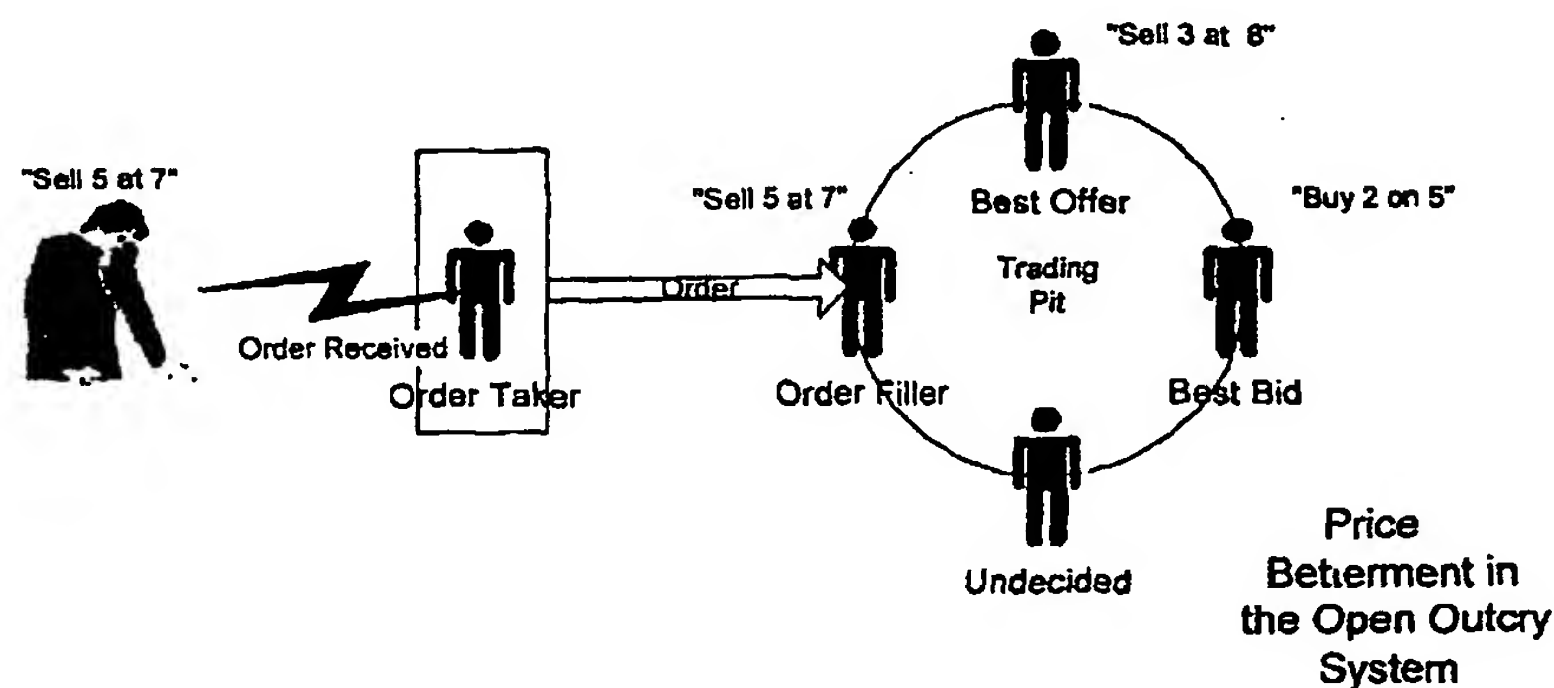 "Sell 3 at 8"
"Sell 5 at 7"
"Sell 5 at 7"
Best Offer
"Buy 2 on 5"
Trading
Pit
Order
Order Received
Order Taker
Order Filler
Best Bid
Undecided
Price
Betterment in
the Open Outcry
System